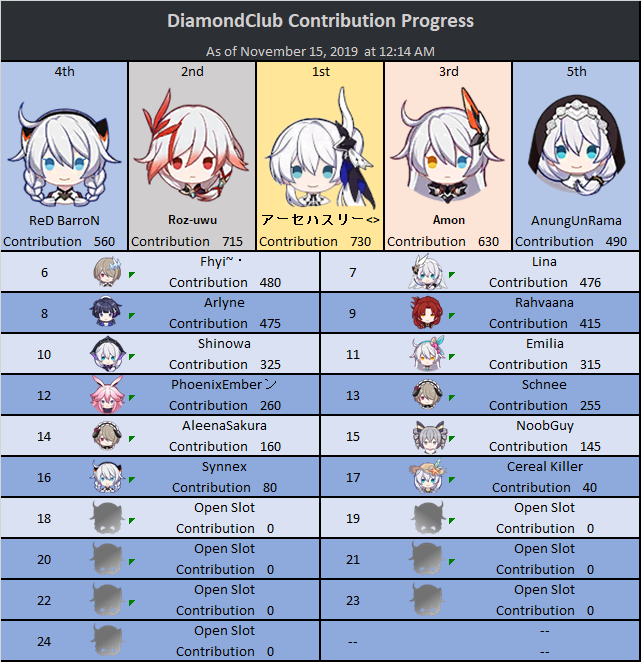 DiamondClub Contribution Progress
As of November 15, 2019 at 12:14 AM
4th
2nd
1st
3rd
5th
ReD BarroN
Roz-uwu
アーセハスリー<>
Amon
AnungUnRama
Contribution 560
Contribution 715
Contribution 730
Contribution 630
Contribution 490
6
Fhyi~・
Contribution 480
7
Lina
Contribution 476
8
Arlyne
Contribution 475
9
Rahvaana
Contribution 415
10
Shinowa
Contribution 325
11
Emilia
Contribution 315
12
PhoenixEmberン
Contribution 260
13
Schnee
Contribution 255
14
AleenaSakura
Contribution 160
15
NoobGuy
Contribution 145
16
Synnex
Contribution 80
17
Cereal Killer
Contribution 40
18
Open Slot
Contribution 0
19
Open Slot
Contribution 0
20
Open Slot
Contribution 0
21
Open Slot
Contribution 0
22
Open Slot
Contribution 0
23
Open Slot
Contribution 0
24
Open Slot
Contribution 0
--
--
--